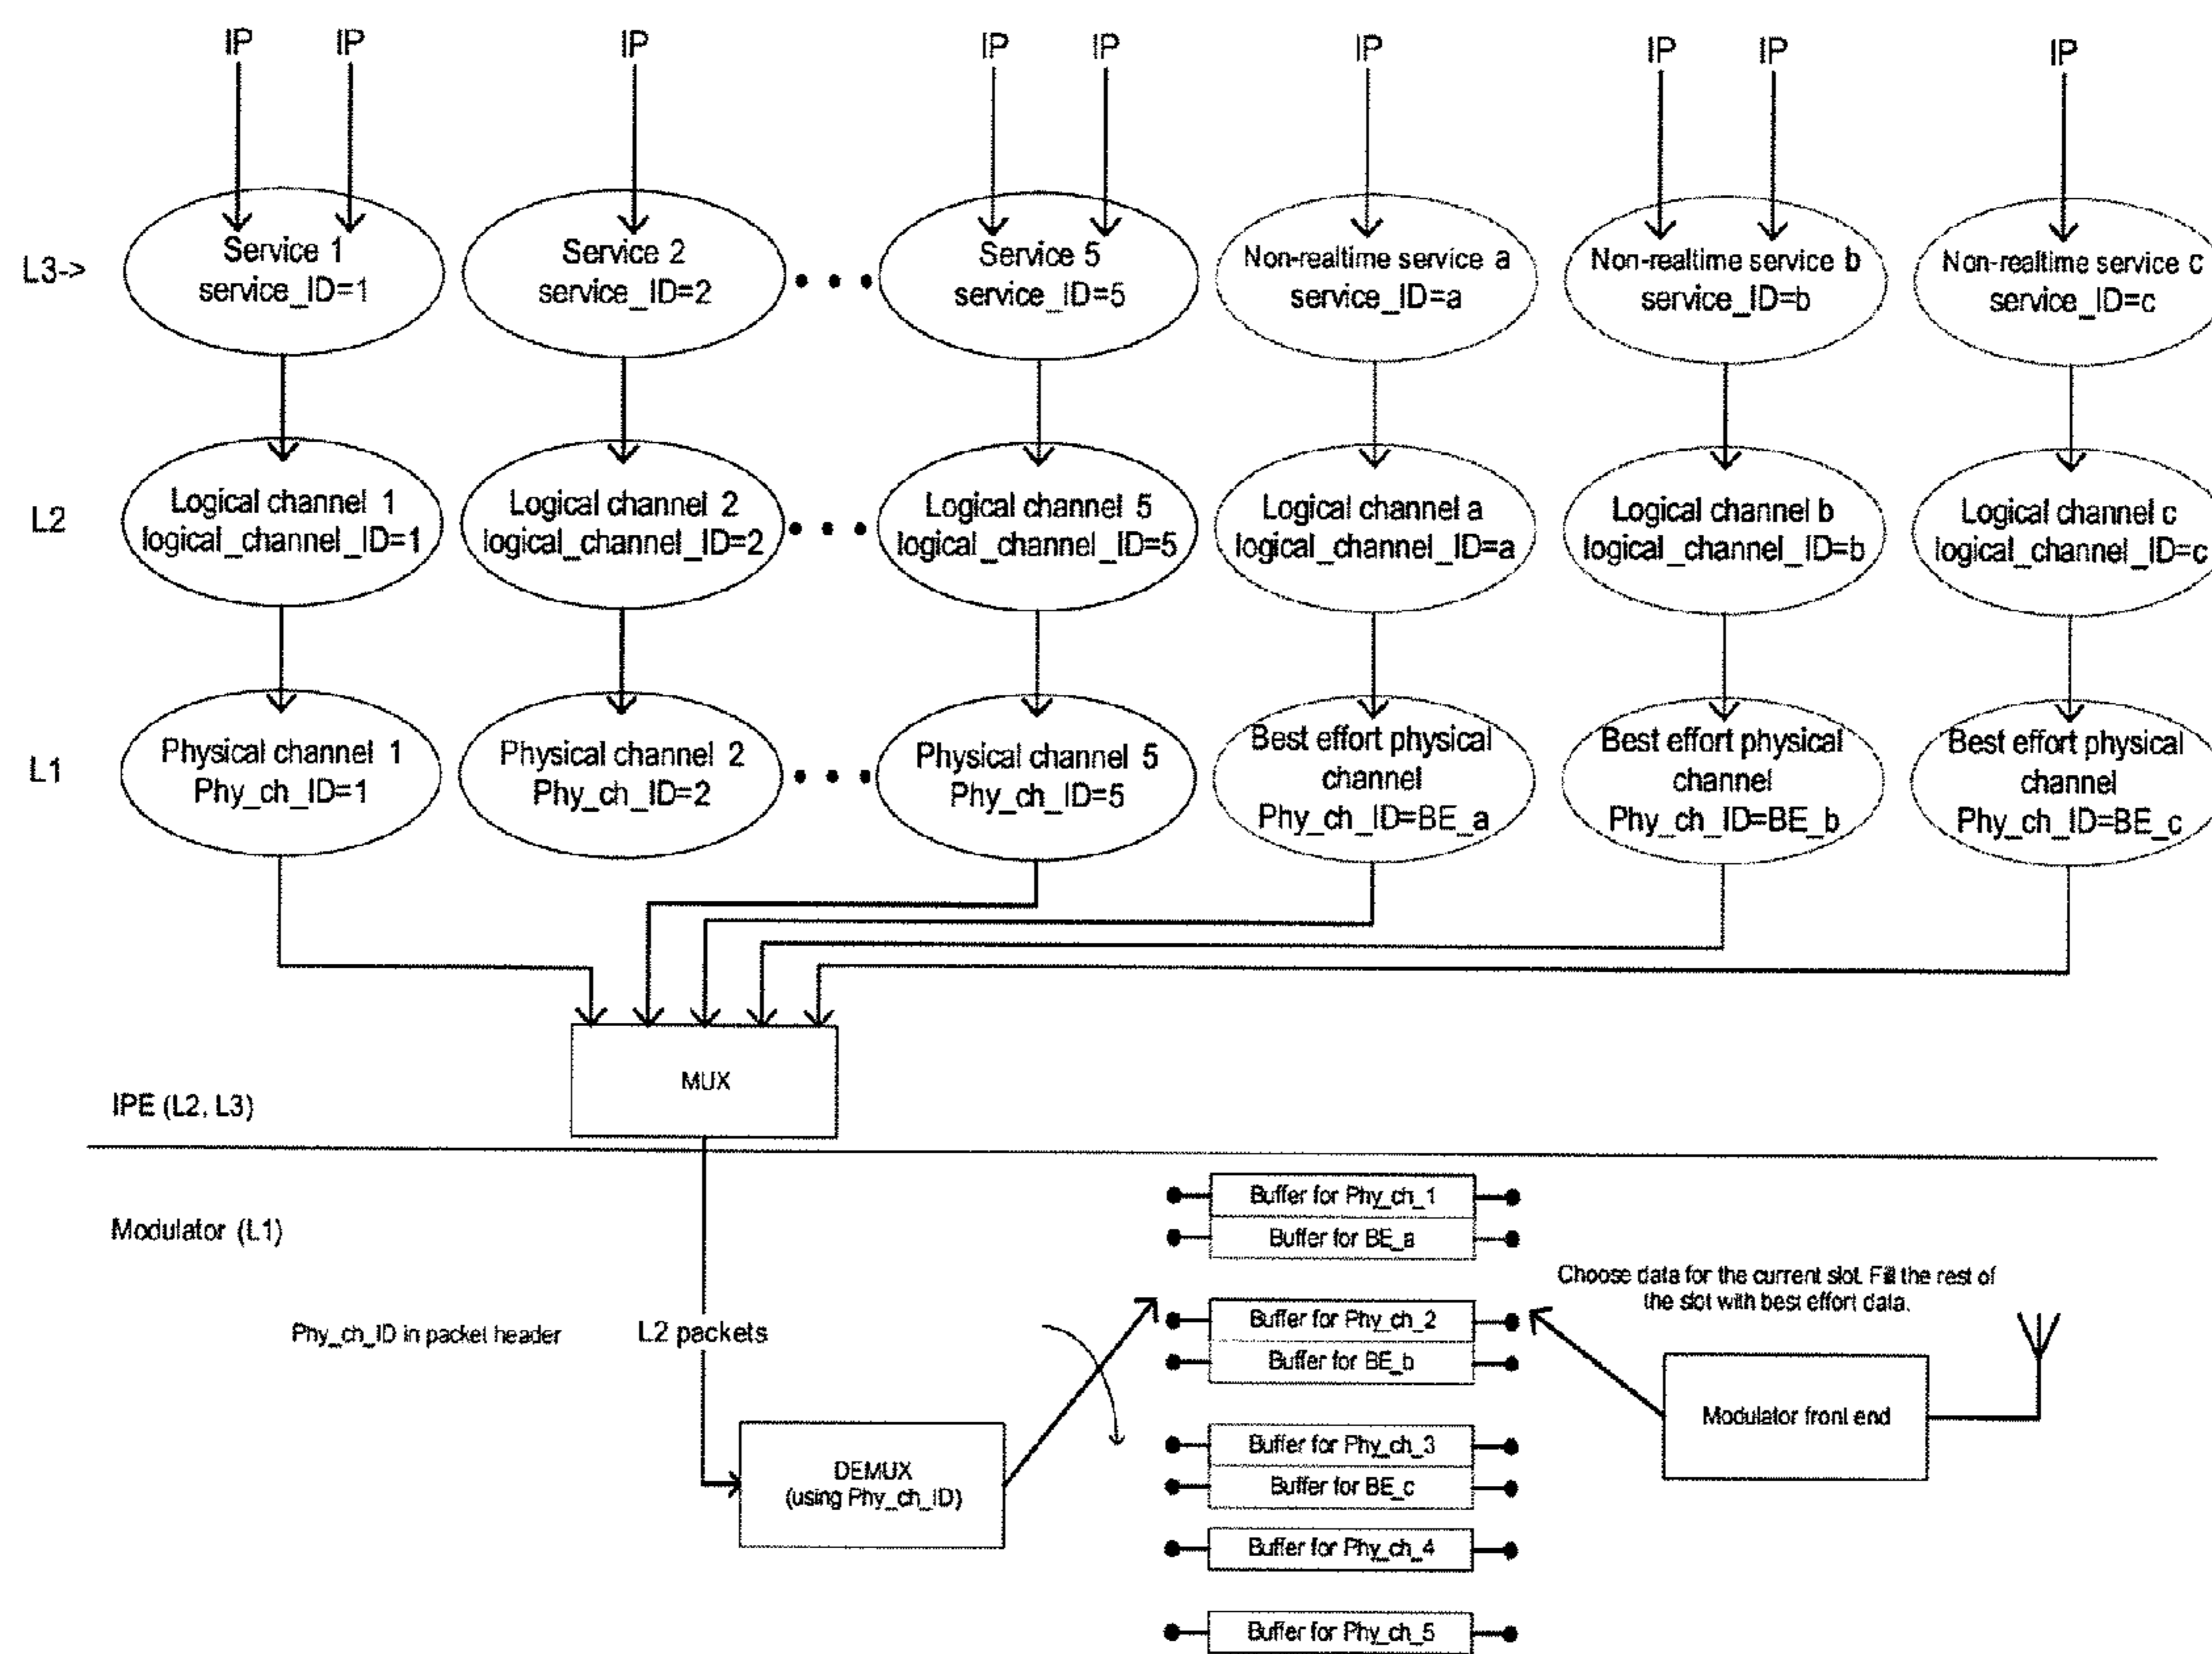 IP IP IP IP IP IP IP IP IP
L3->
Service 1
service_ID=1
Service 2
service_ID=2
Service 5
service_ID=5
Non-realtime service a
service_ID=a
Non-realtime service b
service_ID=b
Non-realtime service c
service_ID=c
L2
Logical channel 1
logical_channel_ID=1
Logical channel 2
logical_channel_ID=2
Logical channel 5
logical_channel_ID=5
Logical channel a
logical_channel_ID=a
Logical channel b
logical_channel_ID=b
Logical channel c
logical_channel_ID=c
L1
Physical channel 1
Phy_ch_ID=1
Physical channel 2
Phy_ch_ID=2
Physical channel 5
Phy_ch_ID=5
Best effort physical
channel
Phy_ch_ID=BE_a
Best effort physical
channel
Phy_ch_ID=BE_b
Best effort physical
channel
Phy_ch_ID=BE_c
MUX
IPE (L2, L3)
Modulator (L1)
Phy_ch_ID in packet header
L2 packets
DEMUX
(using Phy_ch_ID)
Buffer for Phy_ch_1
Buffer for BE_a
Buffer for Phy_ch_2
Buffer for BE_b
Buffer for Phy_ch_3
Buffer for BE_c
Buffer for Phy_ch_4
Buffer for Phy_ch_5
Choose data for the current slot. Fill the rest of
the slot with best effort data.
Modulator front end